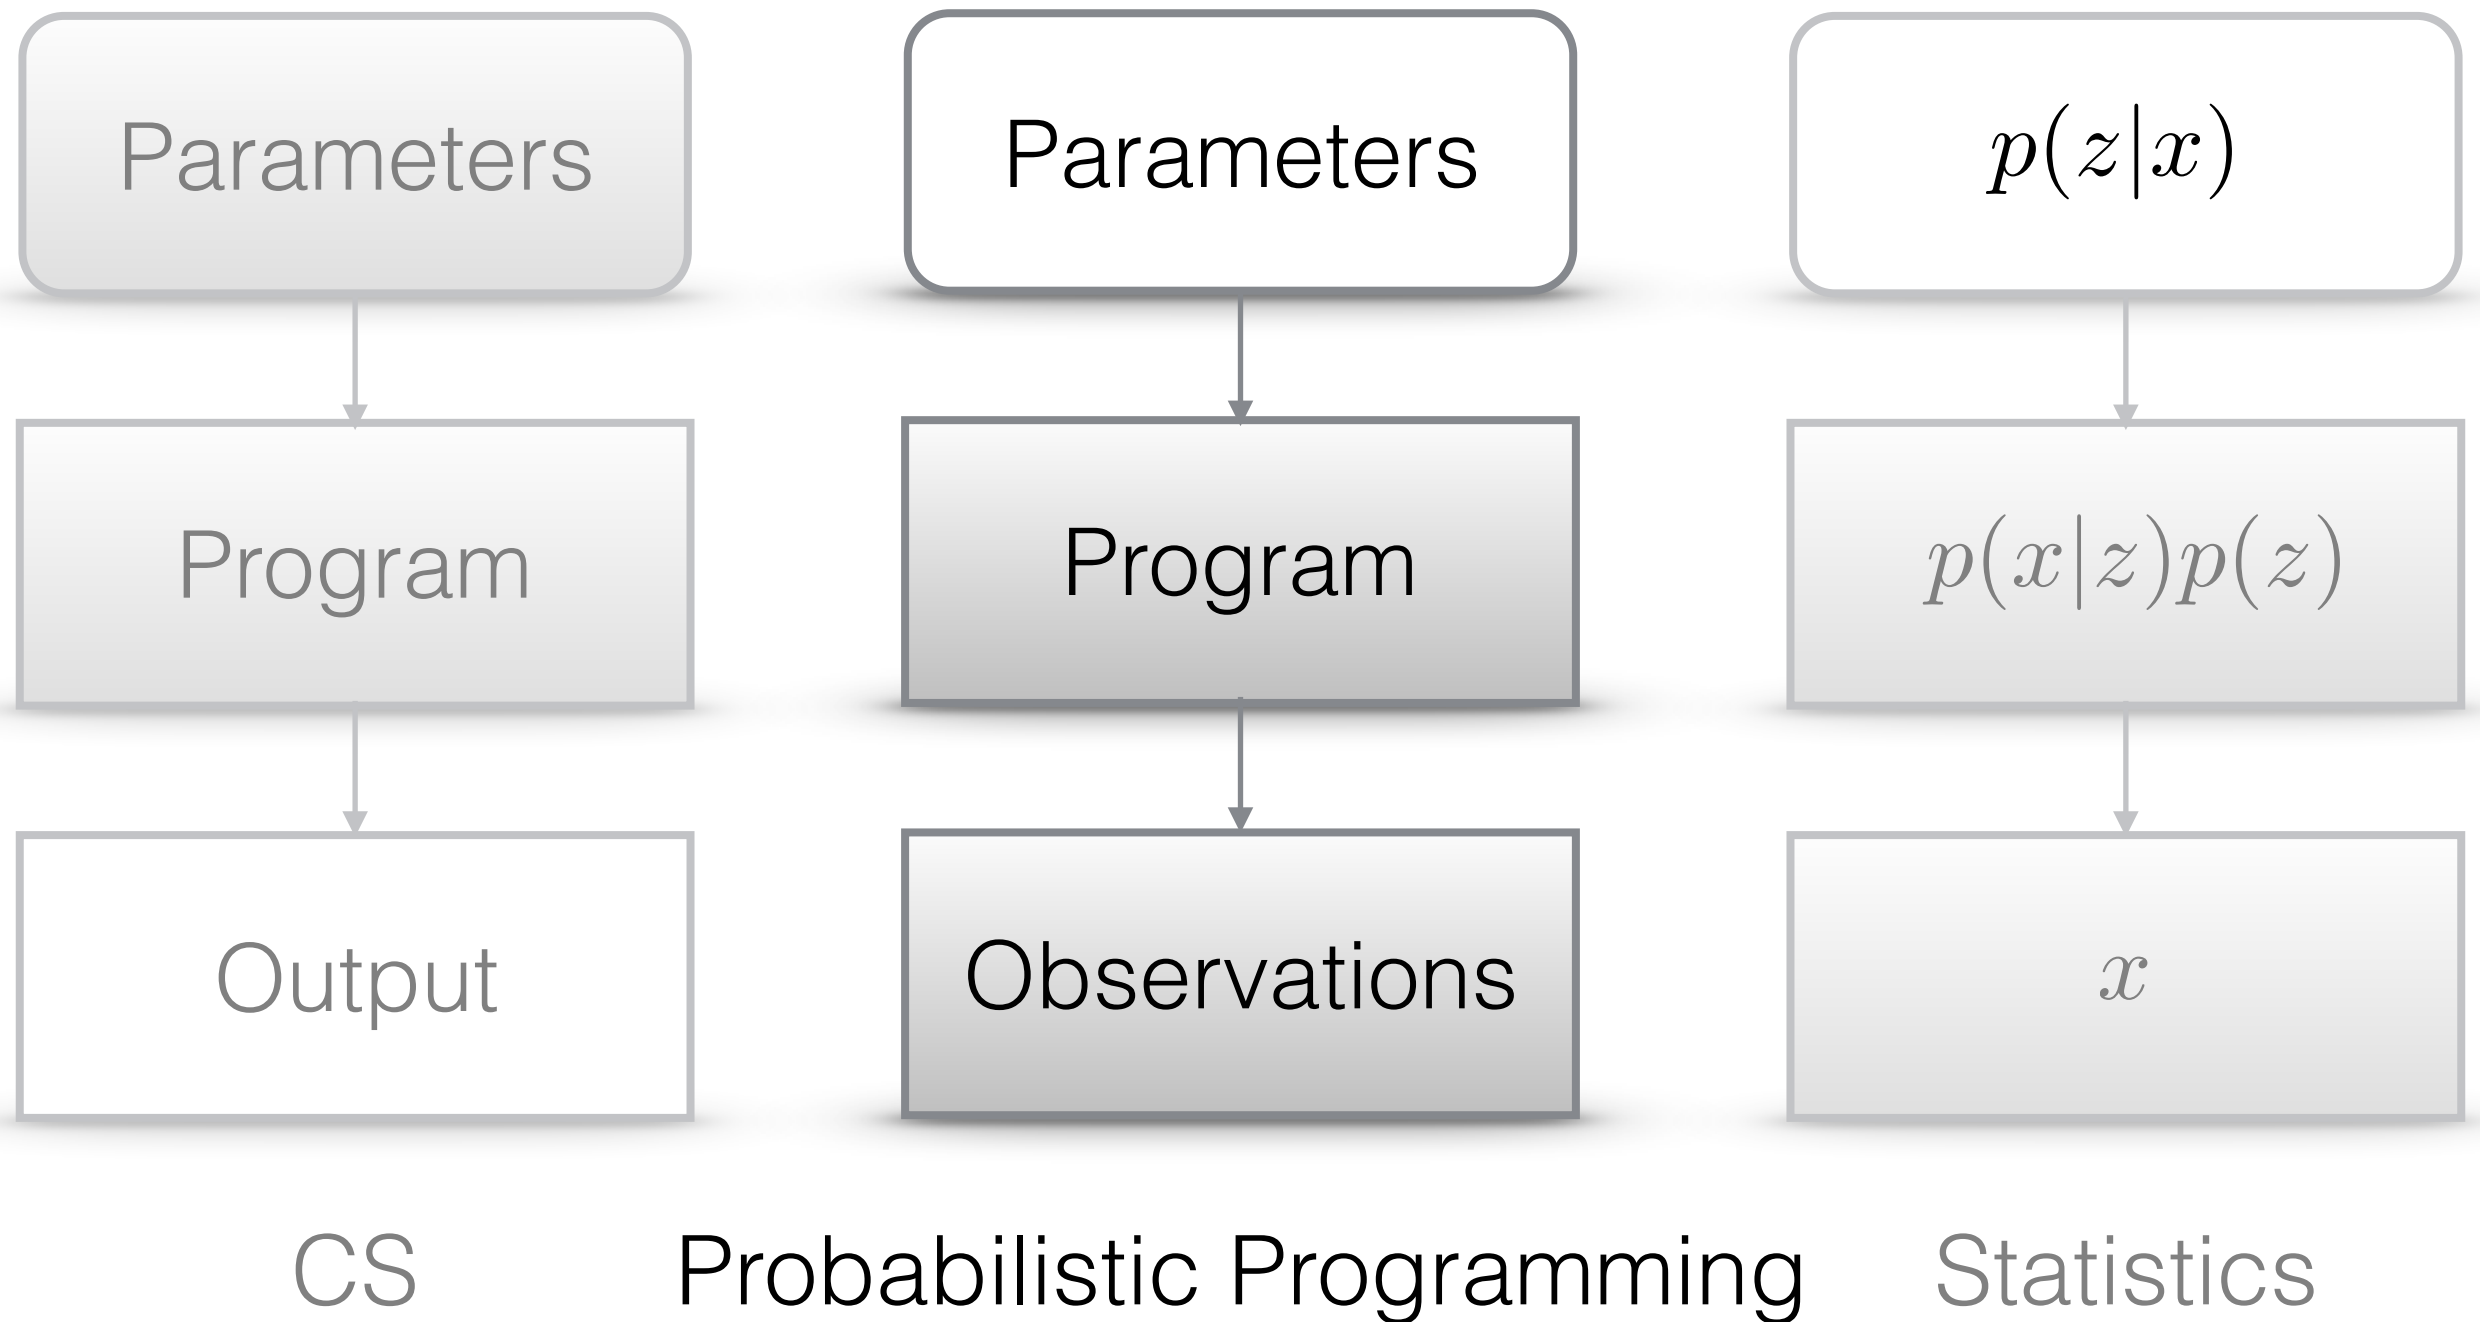 Parameters
Parameters
p(z|x)
Program
Program
p(x|z)p(z)
Output
Observations
x
CS
Probabilistic Programming
Statistics